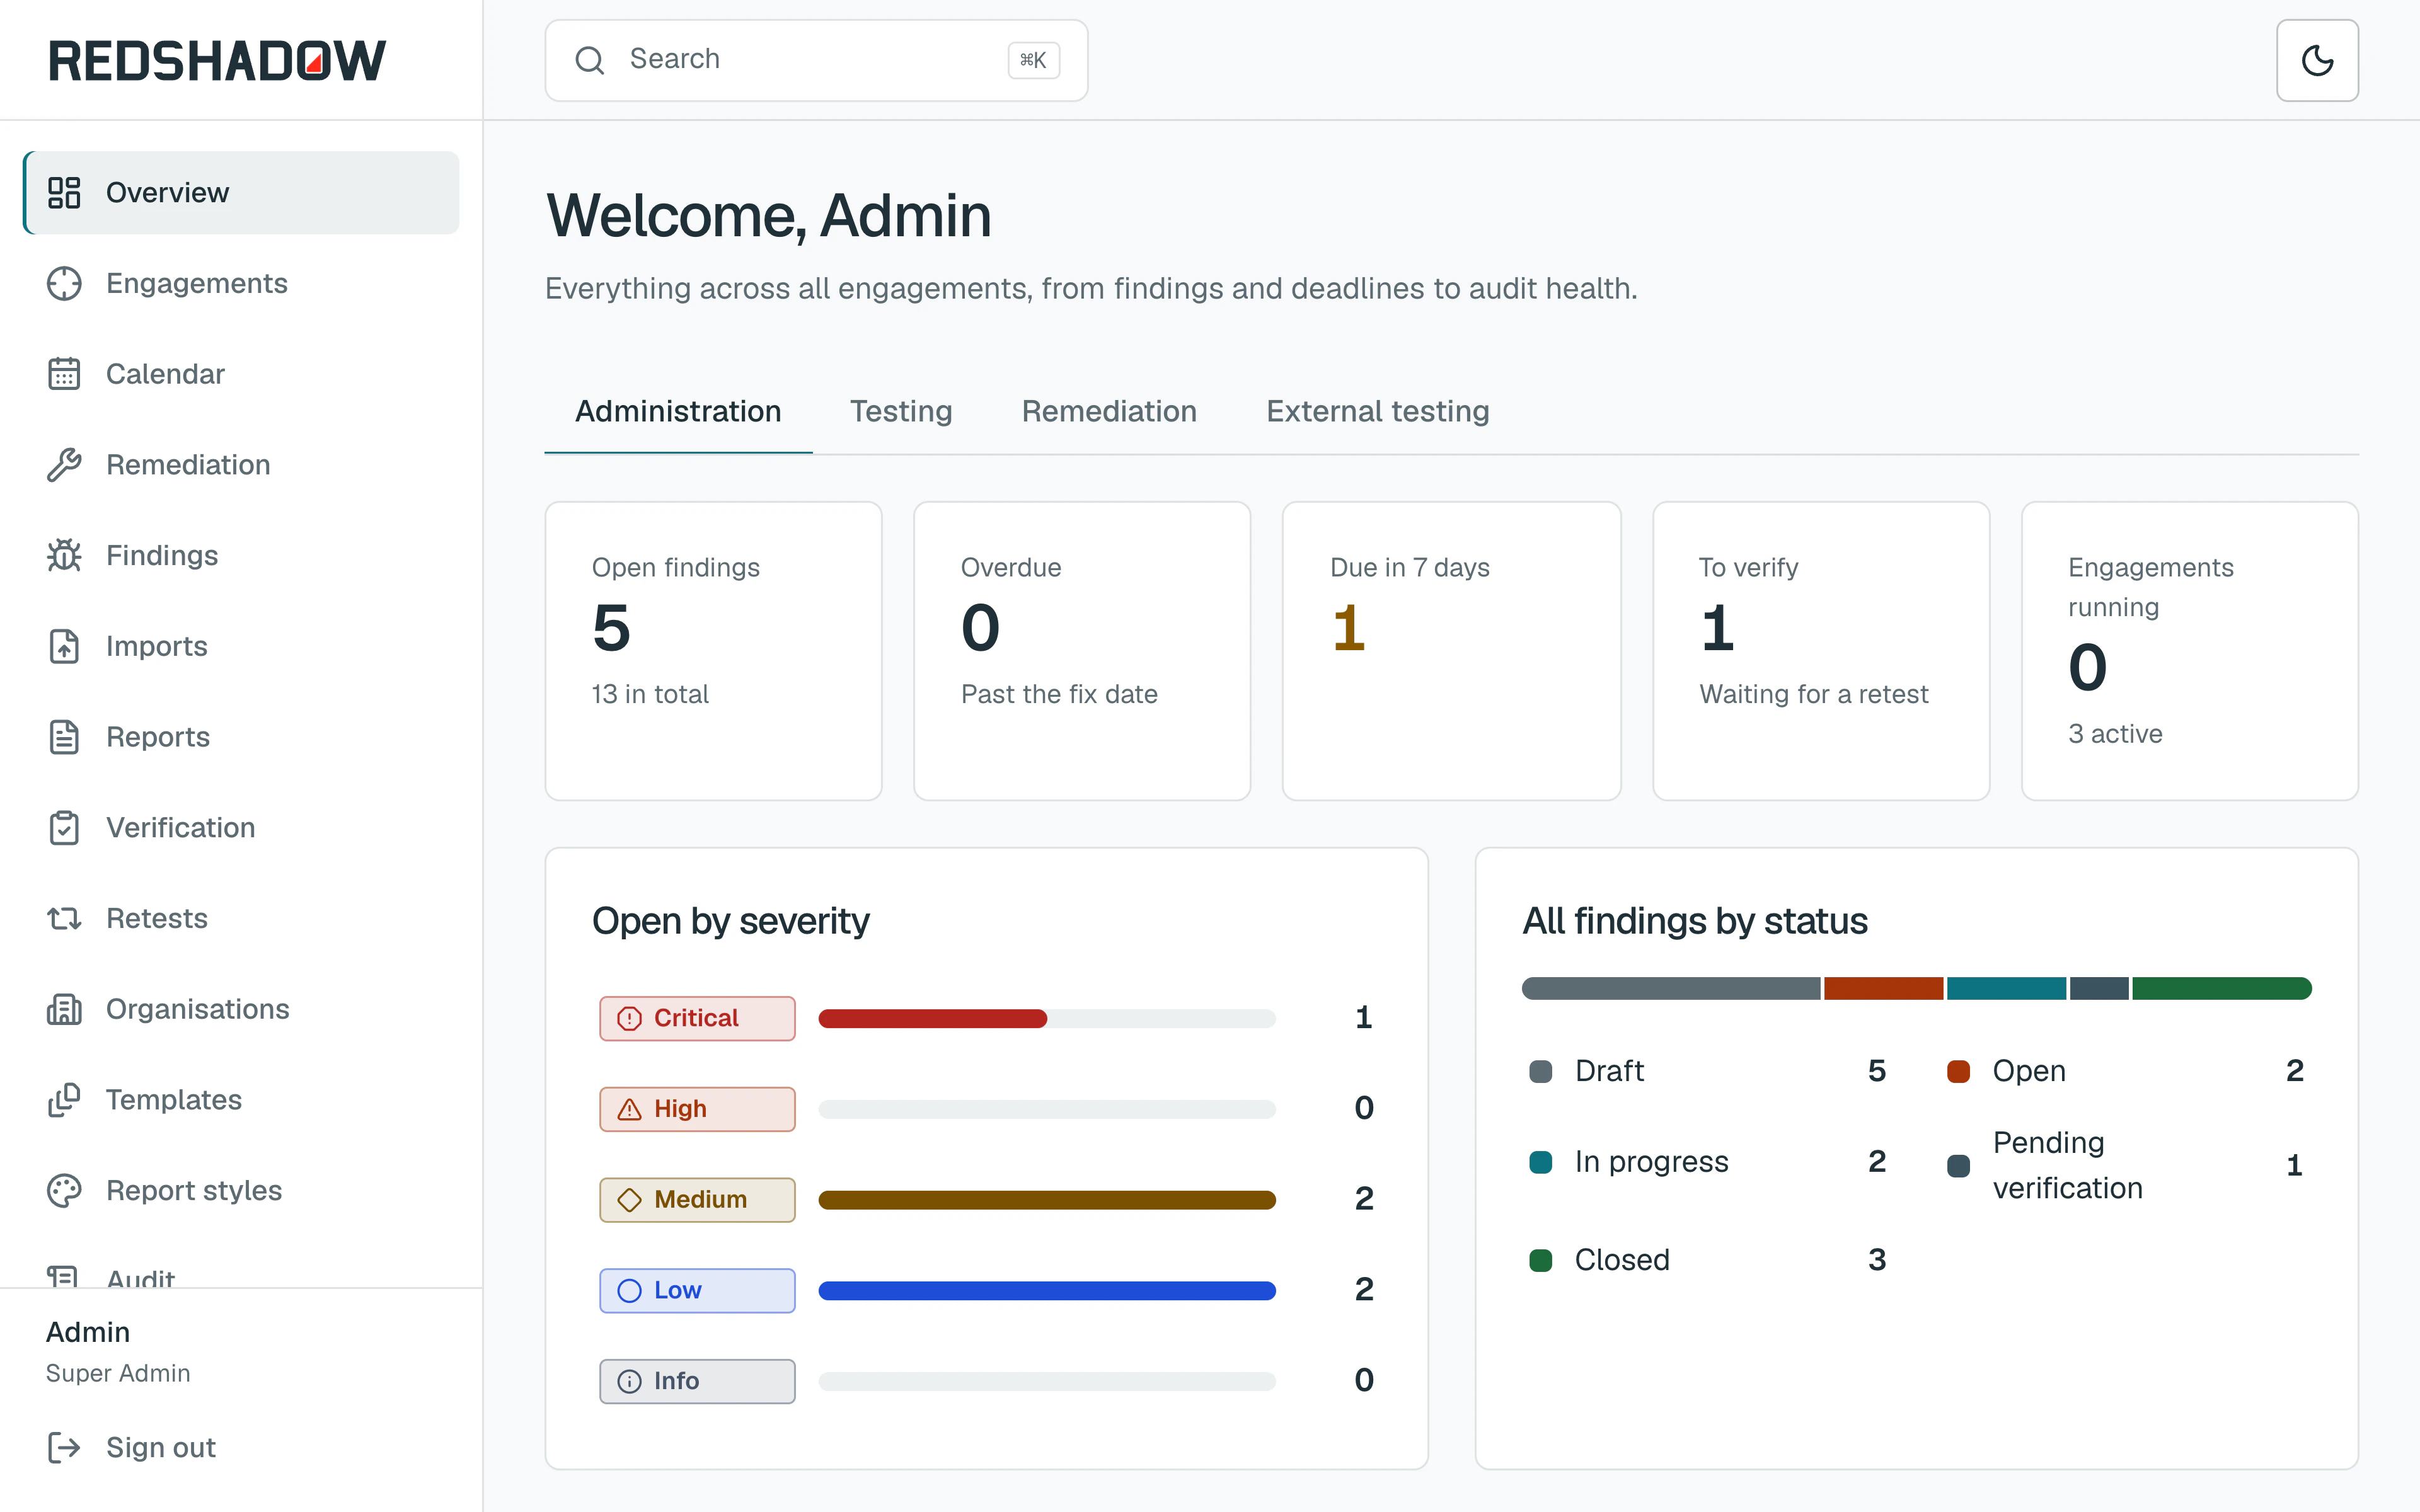 REDSHADOW
Search
⌘K
Overview
Engagements
Calendar
Remediation
Findings
Imports
Reports
Verification
Retests
Organisations
Templates
Report styles
Audit
Admin
Super Admin
Sign out
Welcome, Admin
Everything across all engagements, from findings and deadlines to audit health.
Administration
Testing
Remediation
External testing
Open findings
5
13 in total
Overdue
0
Past the fix date
Due in 7 days
1
To verify
1
Waiting for a retest
Engagements
running
0
3 active
Open by severity
Critical 1
High 0
Medium 2
Low 2
Info 0
All findings by status
Draft 5
Open 2
In progress 2
Pending
verification 1
Closed 3